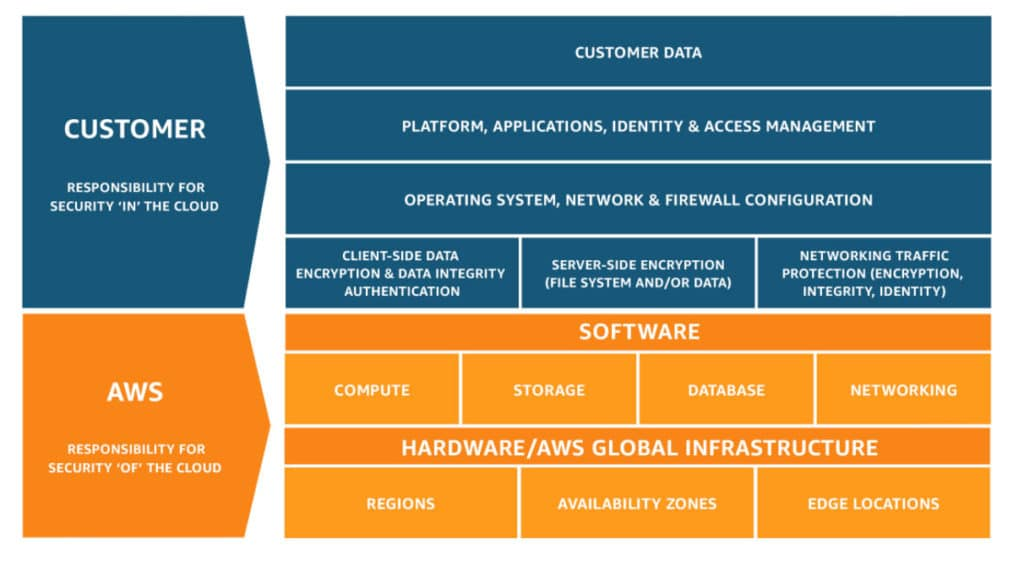 CUSTOMER
RESPONSIBILITY FOR
SECURITY ‘IN’ THE CLOUD
CUSTOMER DATA
PLATFORM, APPLICATIONS, IDENTITY & ACCESS MANAGEMENT
OPERATING SYSTEM, NETWORK & FIREWALL CONFIGURATION
CLIENT-SIDE DATA
ENCRYPTION & DATA INTEGRITY
AUTHENTICATION
SERVER-SIDE ENCRYPTION
(FILE SYSTEM AND/OR DATA)
NETWORKING TRAFFIC
PROTECTION (ENCRYPTION,
INTEGRITY, IDENTITY)
AWS
RESPONSIBILITY FOR
SECURITY ‘OF’ THE CLOUD
SOFTWARE
COMPUTE
STORAGE
DATABASE
NETWORKING
HARDWARE/AWS GLOBAL INFRASTRUCTURE
REGIONS
AVAILABILITY ZONES
EDGE LOCATIONS